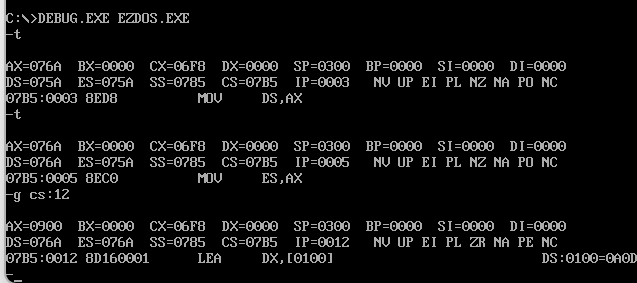 C:\>DEBUG.EXE EZDOS.EXE
-t
AX=076A  BX=0000  CX=06F8  DX=0000  SP=0300  BP=0000  SI=0000  DI=0000
DS=075A  ES=075A  SS=0785  CS=07B5  IP=0003   NV UP EI PL NZ NA PO NC
07B5:0003 8ED8          MOV     DS,AX
-t
AX=076A  BX=0000  CX=06F8  DX=0000  SP=0300  BP=0000  SI=0000  DI=0000
DS=076A  ES=075A  SS=0785  CS=07B5  IP=0005   NV UP EI PL NZ NA PO NC
07B5:0005 8EC0          MOV     ES,AX
-g cs:12
AX=0900  BX=0000  CX=06F8  DX=0000  SP=0300  BP=0000  SI=0000  DI=0000
DS=076A  ES=076A  SS=0785  CS=07B5  IP=0012   NV UP EI PL ZR NA PE NC
07B5:0012 8D160001      LEA     DX,[0100]                          DS:0100=0A0D
-_